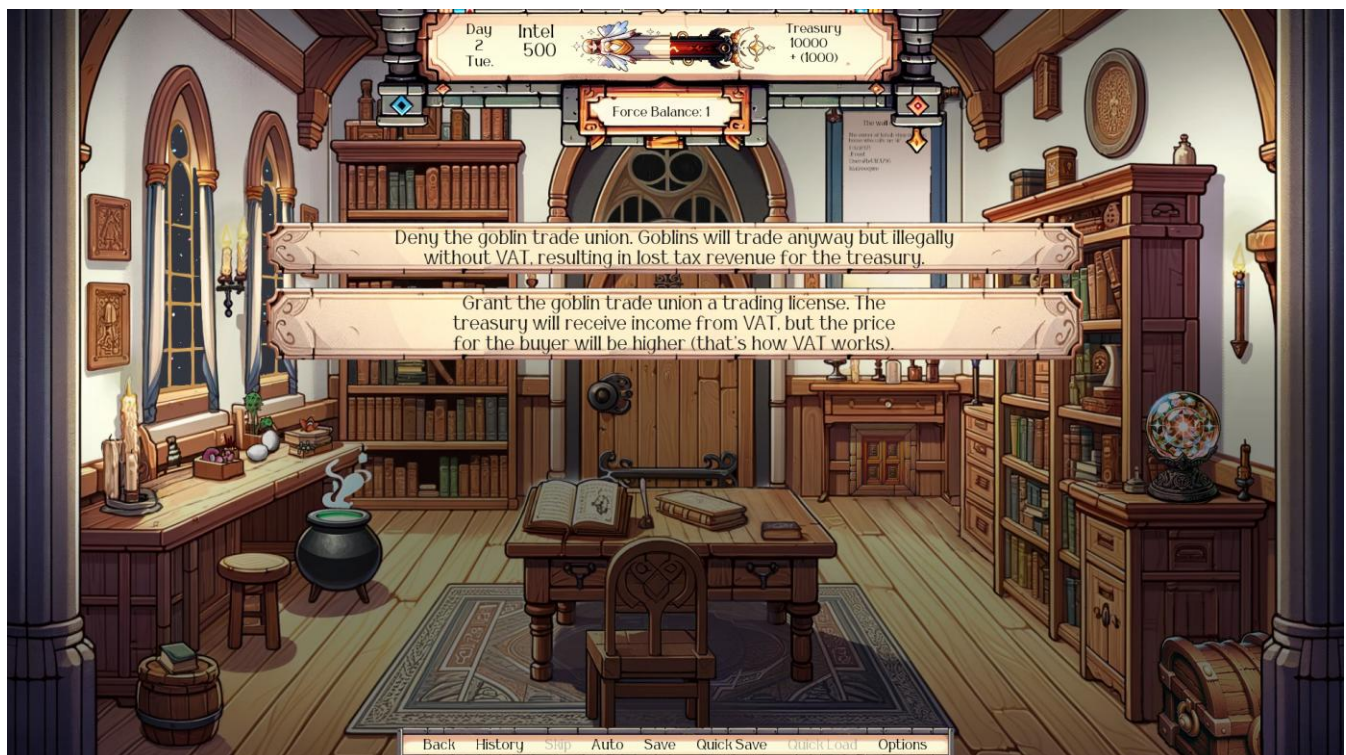 Day
2
Tue.
Intel
500
Treasury
10000
+ (1000)
Force Balance: 1
The wall
Deny the goblin trade union. Goblins will trade anyway but illegally
without VAT, resulting in lost tax revenue for the treasury.
Grant the goblin trade union a trading license. The
treasury will receive income from VAT, but the price
for the buyer will be higher (that's how VAT works).
Back History Skip Auto Save Quick Save Quick Load Options